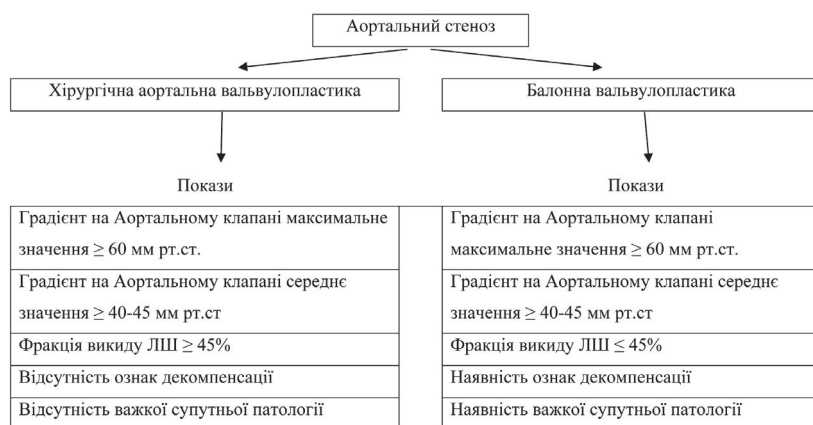 Аортальний стеноз
Хірургічна аортальна вальвулопластика
Балонна вальвулопластика
Покази
Покази
Градієнт на Аортальному клапані максимальне
значення ≥ 60 мм рт.ст.
Градієнт на Аортальному клапані середнє
значення ≥ 40-45 мм рт.ст
Фракція викиду ЛШ ≥ 45%
Відсутність ознак декомпенсації
Відсутність важкої супутньої патології
Градієнт на Аортальному клапані
максимальне значення ≥ 60 мм рт.ст.
Градієнт на Аортальному клапані середнє
значення ≥ 40-45 мм рт.ст
Фракція викиду ЛШ ≤ 45%
Наявність ознак декомпенсації
Наявність важкої супутньої патології